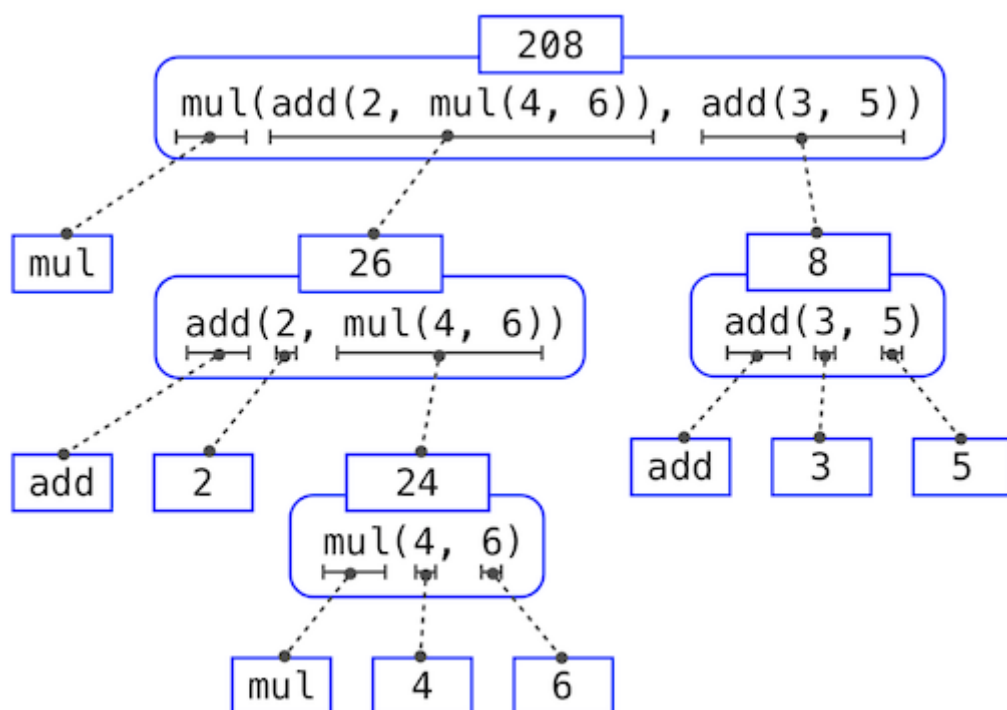 208
mul(add(2, mul(4, 6)), add(3, 5))
mul
26
8
add(2, mul(4, 6))
add(3, 5)
add
2
24
add
3
5
mul(4, 6)
mul
4
6